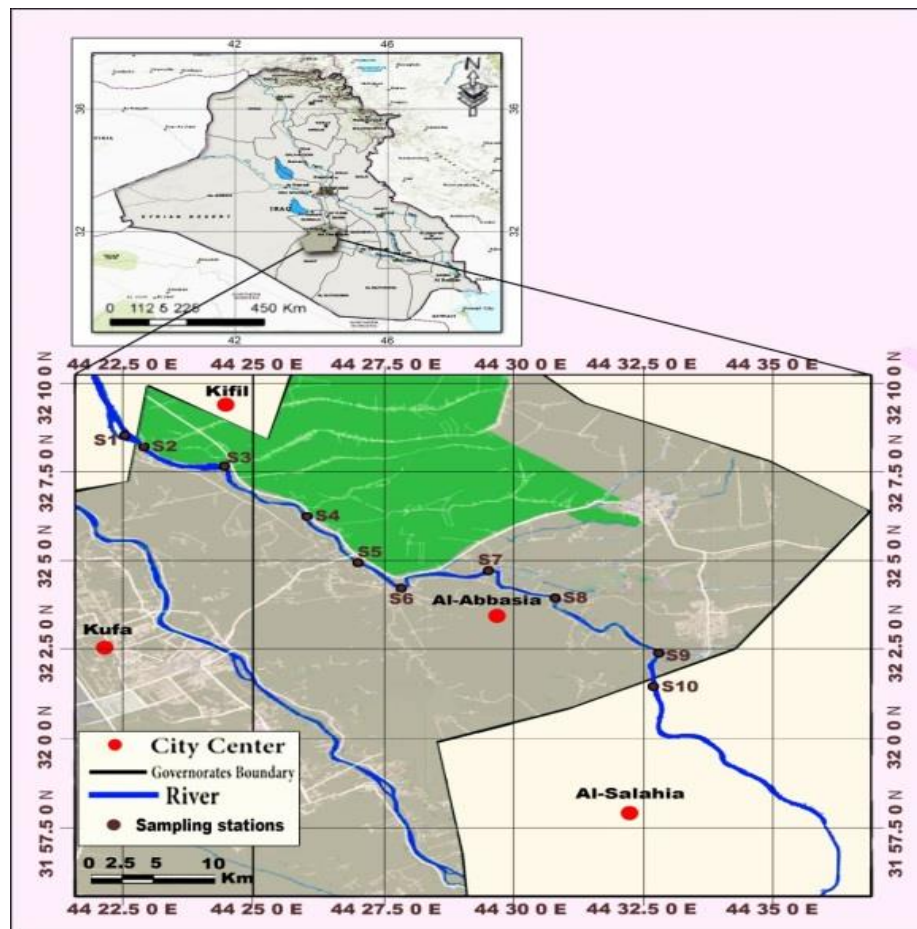 42 46
N
36 36
IRAQ
32 32
0 112 5 225 450 Km
42 46
44 22.5 0 E 44 25 0 E 44 27.5 0 E 44 30 0 E 44 32.5 0 E 44 35 0 E
32 10 0 N 32 10 0 N
Kifil
S1 S2
S3
32 7.5 0 N 32 7.5 0 N
S4
S5
32 5 0 N 32 5 0 N
S7
S6
Al-Abbasia S8
Kufa
32 2.5 0 N 32 2.5 0 N
S9
S10
32 0 0 N 32 0 0 N
City Center
Governorates Boundary
River
Sampling stations
Al-Salahia
31 57.5 0 N 31 57.5 0 N
0 2.5 5 10
Km
44 22.5 0 E 44 25 0 E 44 27.5 0 E 44 30 0 E 44 32.5 0 E 44 35 0 E